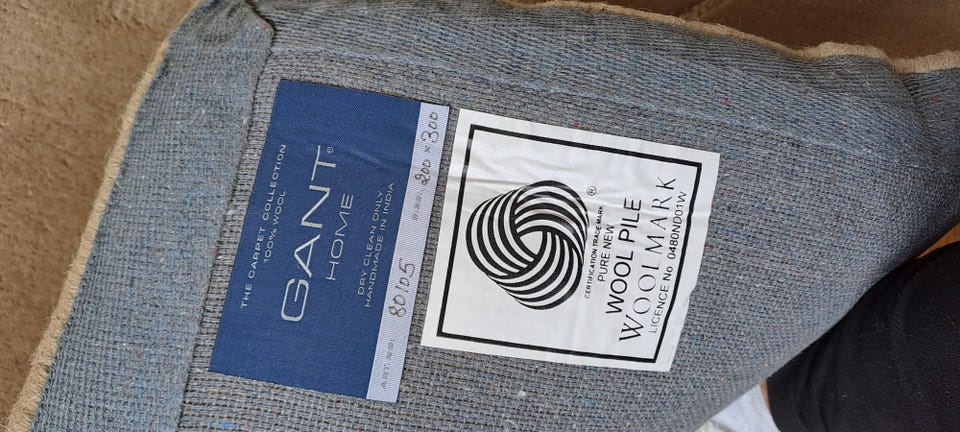 THE CARPET COLLECTION
100% WOOL
GANT®
HOME
DRY CLEAN ONLY
HANDMADE IN INDIA
ART. NR: 80105 SIZE: 200 x 300
®
CERTIFICATION TRADE MARK
PURE NEW
WOOL PILE
WOOLMARK
LICENCE No 0480ND01W